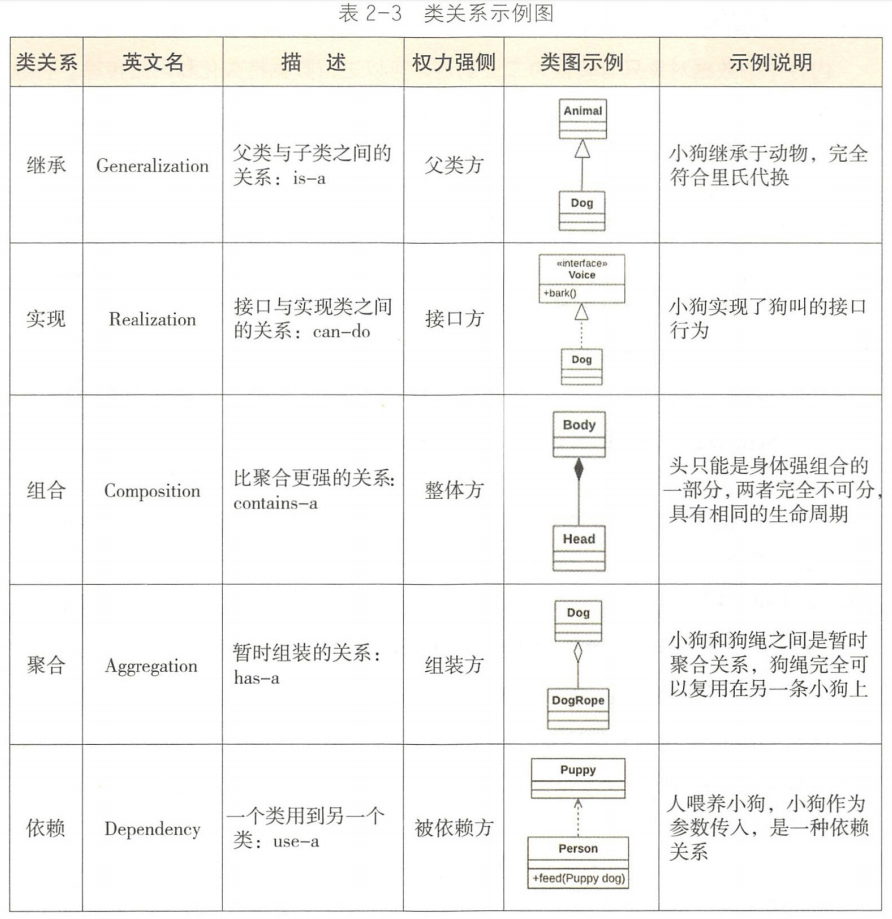 表 2-3 类关系示例图
类关系 英文名 描 述 权力强侧 类图示例 示例说明
继承
Generalization
父类与子类之间的
关系：is-a
父类方
Animal
Dog
小狗继承于动物，完全
符合里氏代换
实现
Realization
接口与实现类之间
的关系：can-do
接口方
«interface»
Voice
+bark()
Dog
小狗实现了狗叫的接口
行为
组合
Composition
比聚合更强的关系：
contains-a
整体方
Body
Head
头只能是身体强组合的
一部分，两者完全不可分，
具有相同的生命周期
聚合
Aggregation
暂时组装的关系：
has-a
组装方
Dog
DogRope
小狗和狗绳之间是暂时
聚合关系，狗绳完全可
以复用在另一条小狗上
依赖
Dependency
一个类用到另一个
类：use-a
被依赖方
Puppy
Person
+feed(Puppy dog)
人喂养小狗，小狗作为
参数传入，是一种依赖
关系